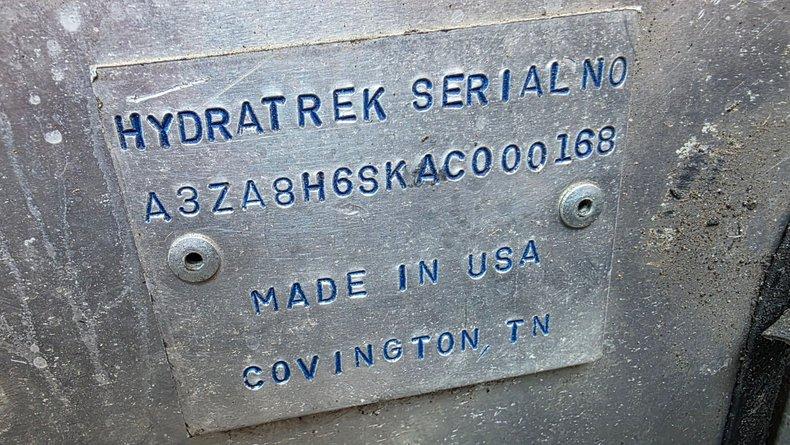 HYDRATREK SERIAL NO
A3ZA8H6SKAC000168
MADE IN USA
COVINGTON, TN